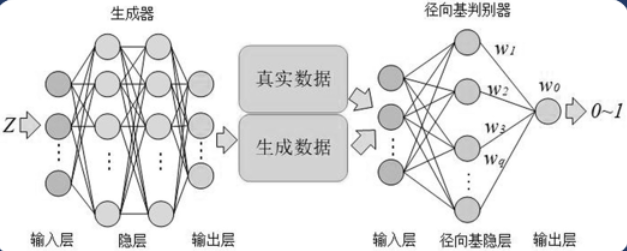 生成器
径向基判别器
Z
真实数据
生成数据
w1
w2
w3
wq
w0
0~1
输入层
隐层
输出层
输入层
径向基隐层
输出层